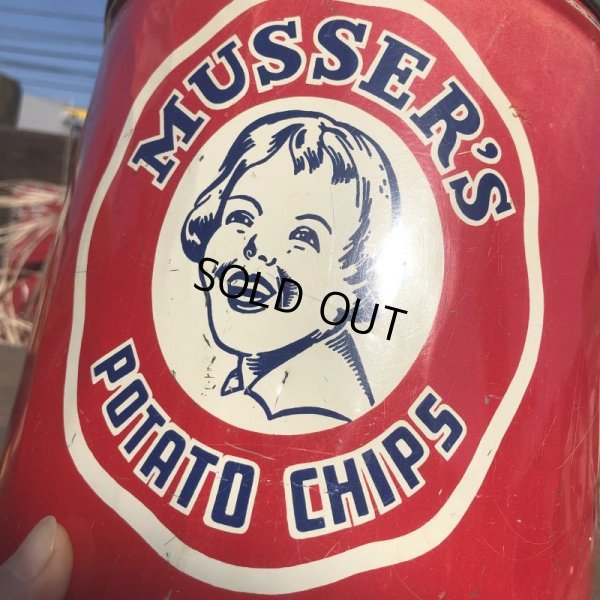 MUSSER'S
SOLD OUT
POTATO CHIPS